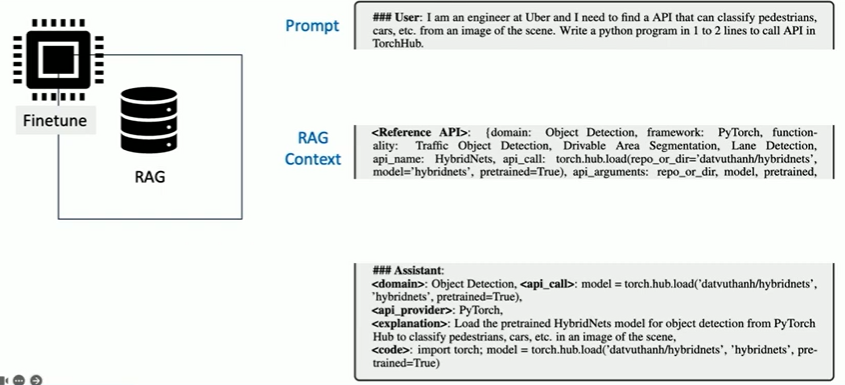 Finetune
RAG
Prompt
### User: I am an engineer at Uber and I need to find a API that can classify pedestrians,
cars, etc. from an image of the scene. Write a python program in 1 to 2 lines to call API in
TorchHub.
RAG
Context
<Reference API>: {domain: Object Detection, framework: PyTorch, function-
ality: Traffic Object Detection, Drivable Area Segmentation, Lane Detection,
api_name: HybridNets, api_call: torch.hub.load(repo_or_dir='datvuthanh/hybridnets',
model='hybridnets', pretrained=True), api_arguments: repo_or_dir, model, pretrained,
### Assistant:
<domain>: Object Detection, <api_call>: model = torch.hub.load('datvuthanh/hybridnets',
'hybridnets', pretrained=True),
<api_provider>: PyTorch,
<explanation>: Load the pretrained HybridNets model for object detection from PyTorch
Hub to classify pedestrians, cars, etc. in an image of the scene,
<code>: import torch; model = torch.hub.load('datvuthanh/hybridnets', 'hybridnets', pre-
trained=True)